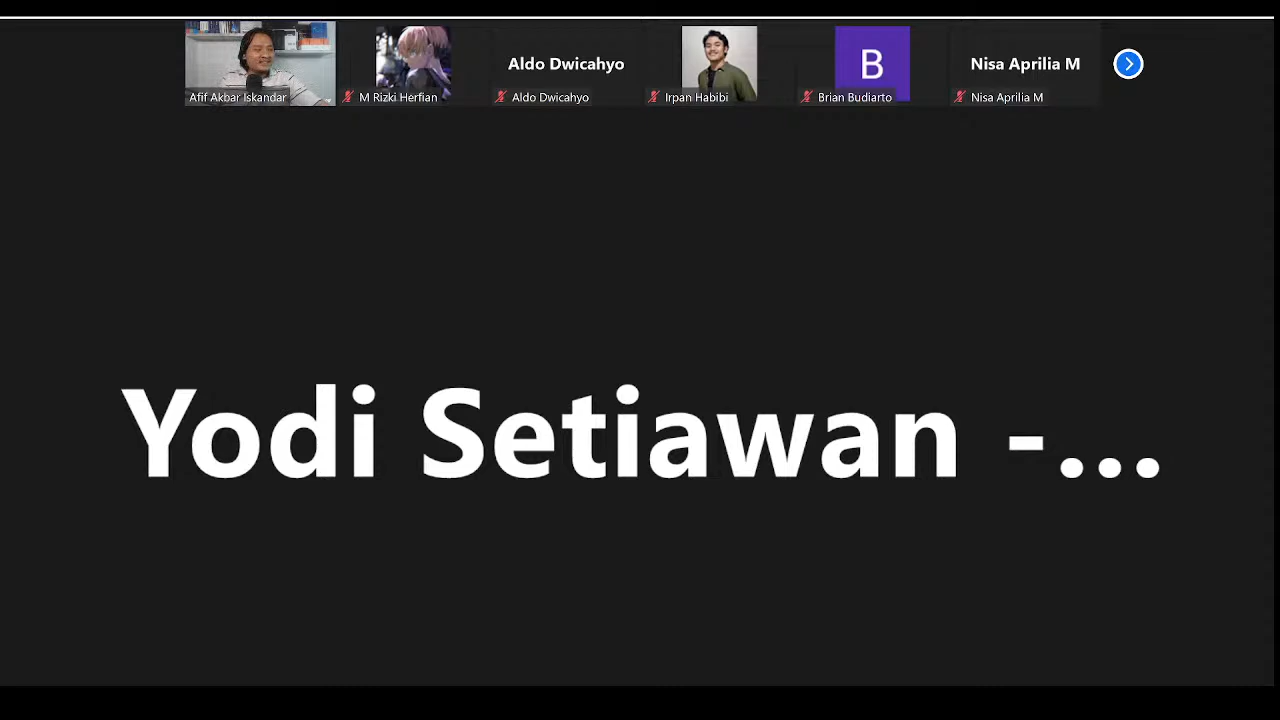 Aldo Dwicahyo
B
Nisa Aprilia M
Afif Akbar Iskandar
M Rizki Herfian
Aldo Dwicahyo
Irpan Habibi
Brian Budiarto
Nisa Aprilia M
Yodi Setiawan -...